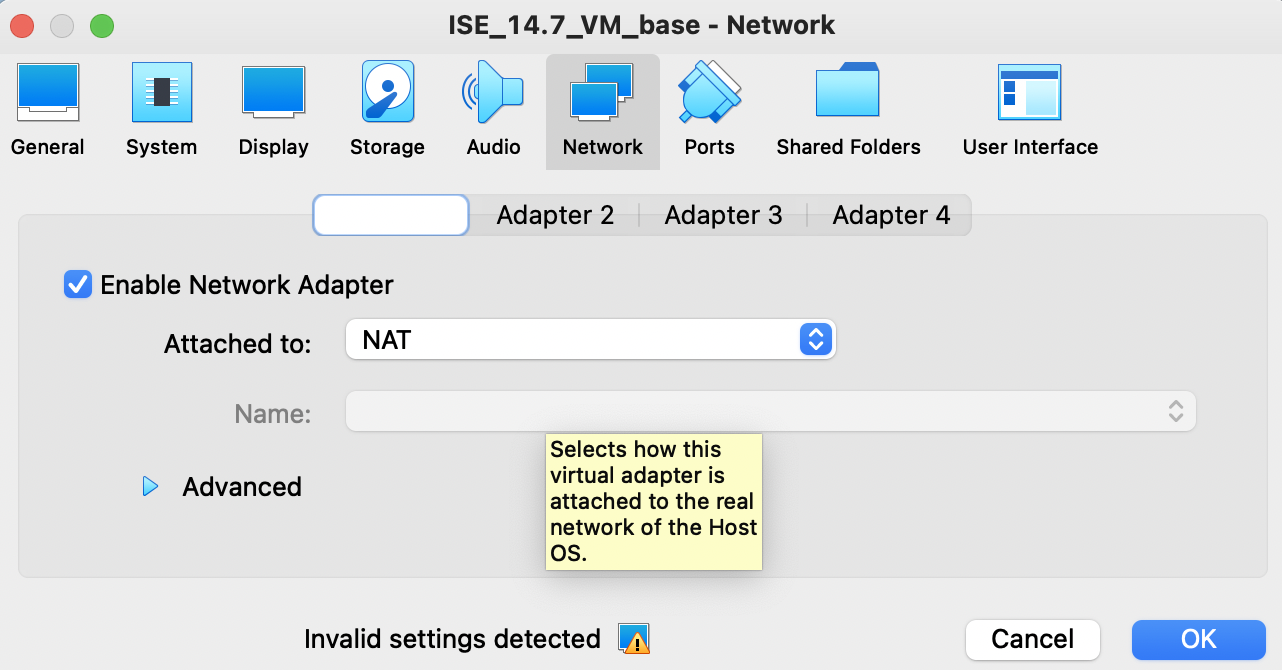 ISE_14.7_VM_base - Network
General System Display Storage Audio Network Ports Shared Folders User Interface
Adapter 2 Adapter 3 Adapter 4
Enable Network Adapter
Attached to: NAT
Name:
Selects how this
virtual adapter is
attached to the real
network of the Host
OS.
Advanced
Invalid settings detected
Cancel OK